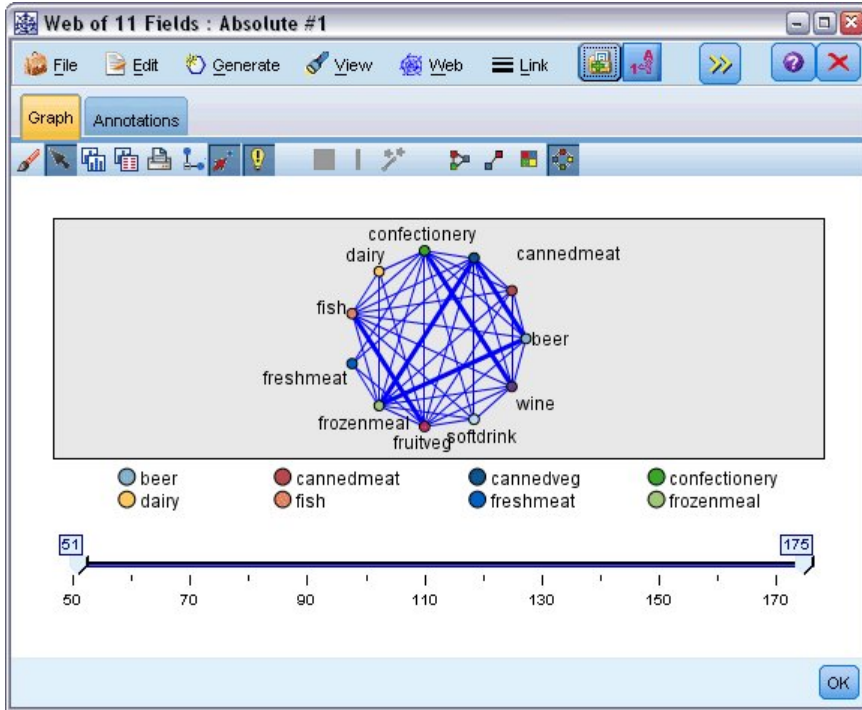 Web of 11 Fields : Absolute #1
File Edit Generate View Web Link
Graph Annotations
confectionery
dairy cannedmeat
fish
beer
freshmeat
wine
frozenmeal
fruitveg softdrink
beer cannedmeat cannedveg confectionery
dairy fish freshmeat frozenmeal
51 175
50 70 90 110 130 150 170
OK